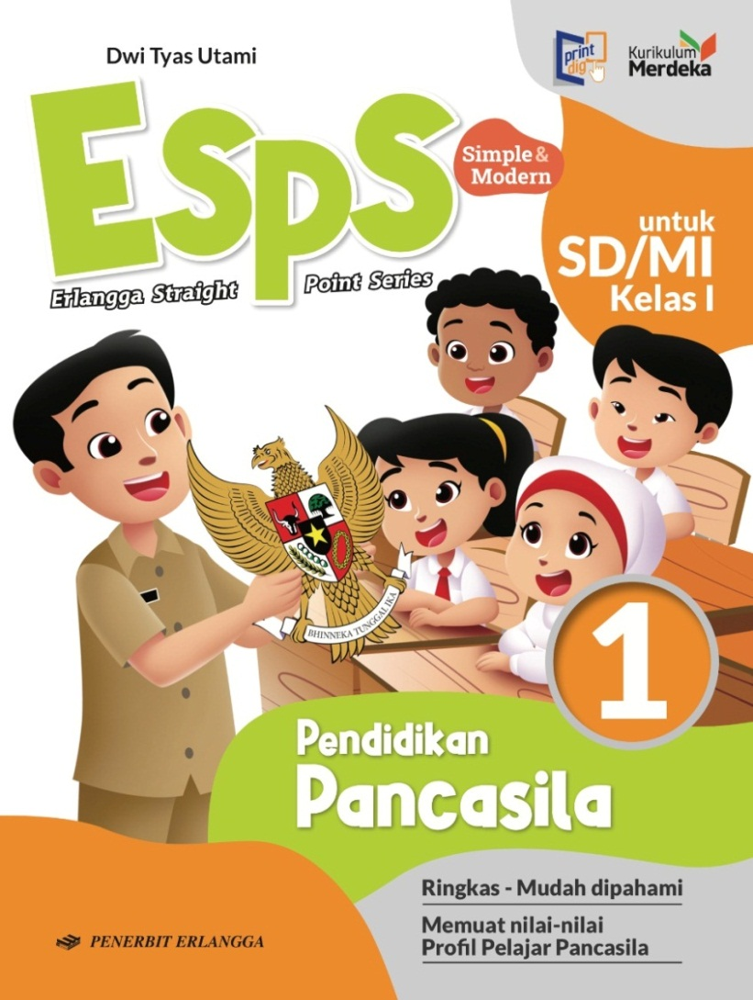 Dwi Tyas Utami
print
dig
Kurikulum
Merdeka
ESPS
Simple &
Modern
Erlangga Straight Point Series
untuk
SD/MI
Kelas I
BHINNEKA TUNGGAL IKA
1
Pendidikan
Pancasila
Ringkas - Mudah dipahami
Memuat nilai-nilai
Profil Pelajar Pancasila
PENERBIT ERLANGGA